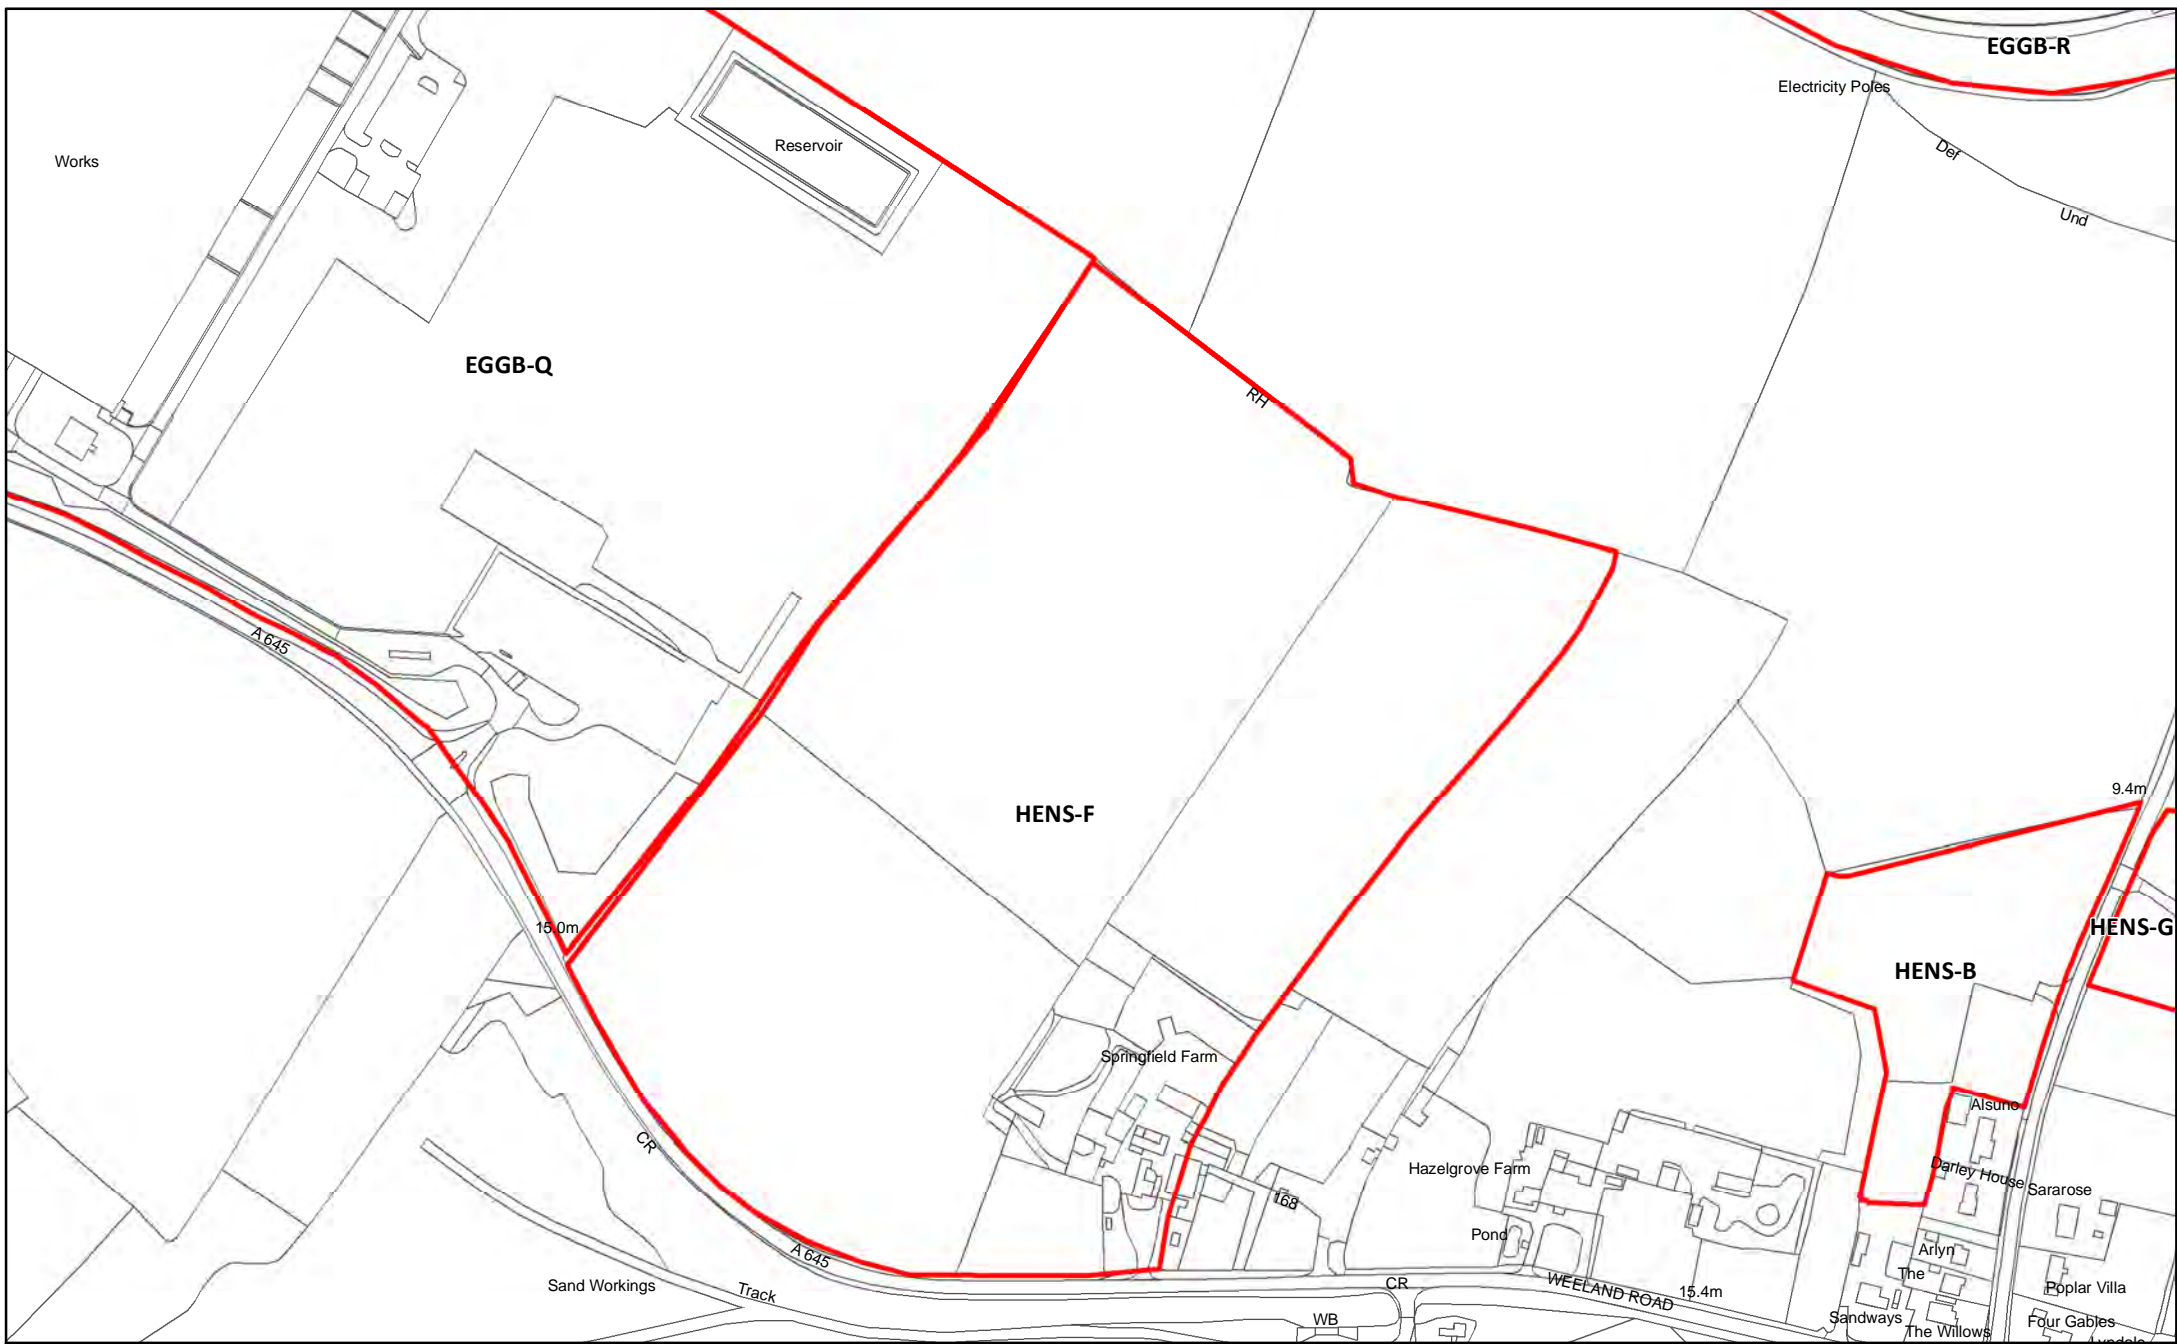 EGGB-R
Electricity Poles
Reservoir
Works
Def
Und
EGGB-Q
RH
A 645
9.4m
HENS-F
15.0m
HENS-G
HENS-B
Springfield Farm
Alsuno
CR
Hazelgrove Farm
Darley House
Sararose
168
Pond
A 645
Arlyn
The
Sand Workings
Track
CR
WEELAND ROAD
15.4m
Poplar Villa
WB
Sandways
The Willows
Four Gables